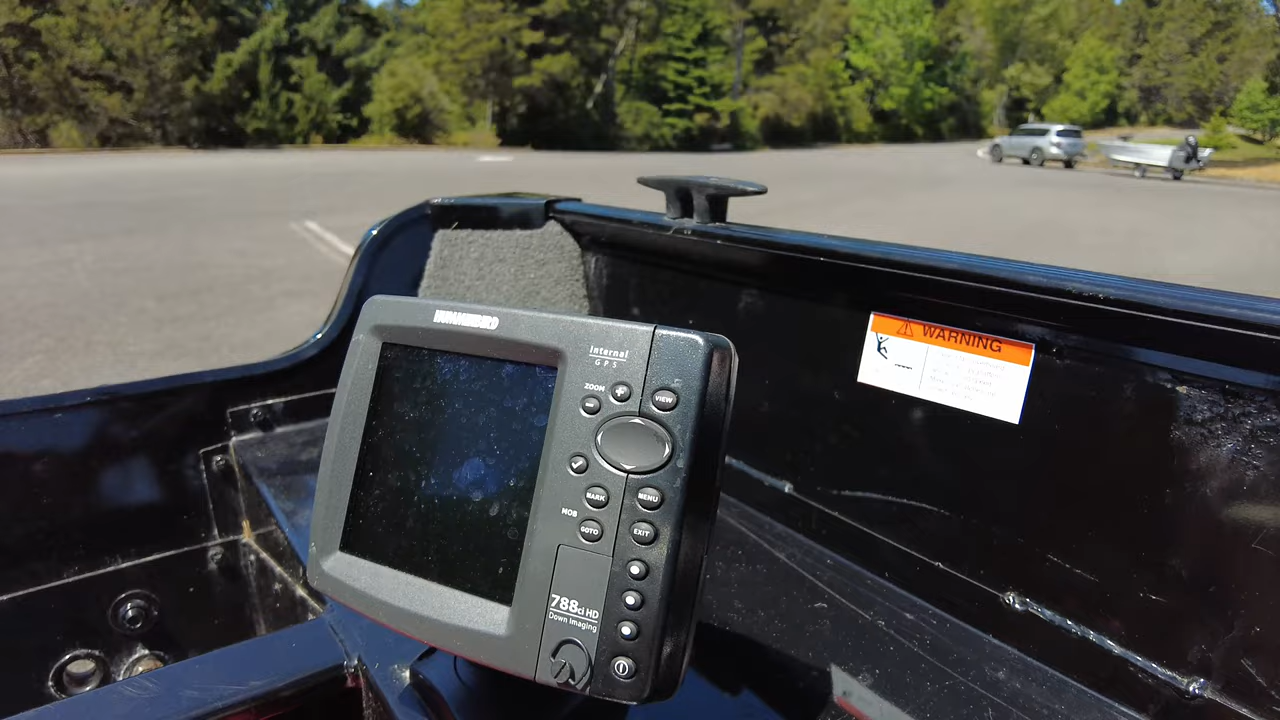 HUMMINBIRD
Internal
GPS
ZOOM
+
-
VIEW
MARK
MENU
MOB
GOTO
EXIT
788ci HD
Down Imaging
WARNING